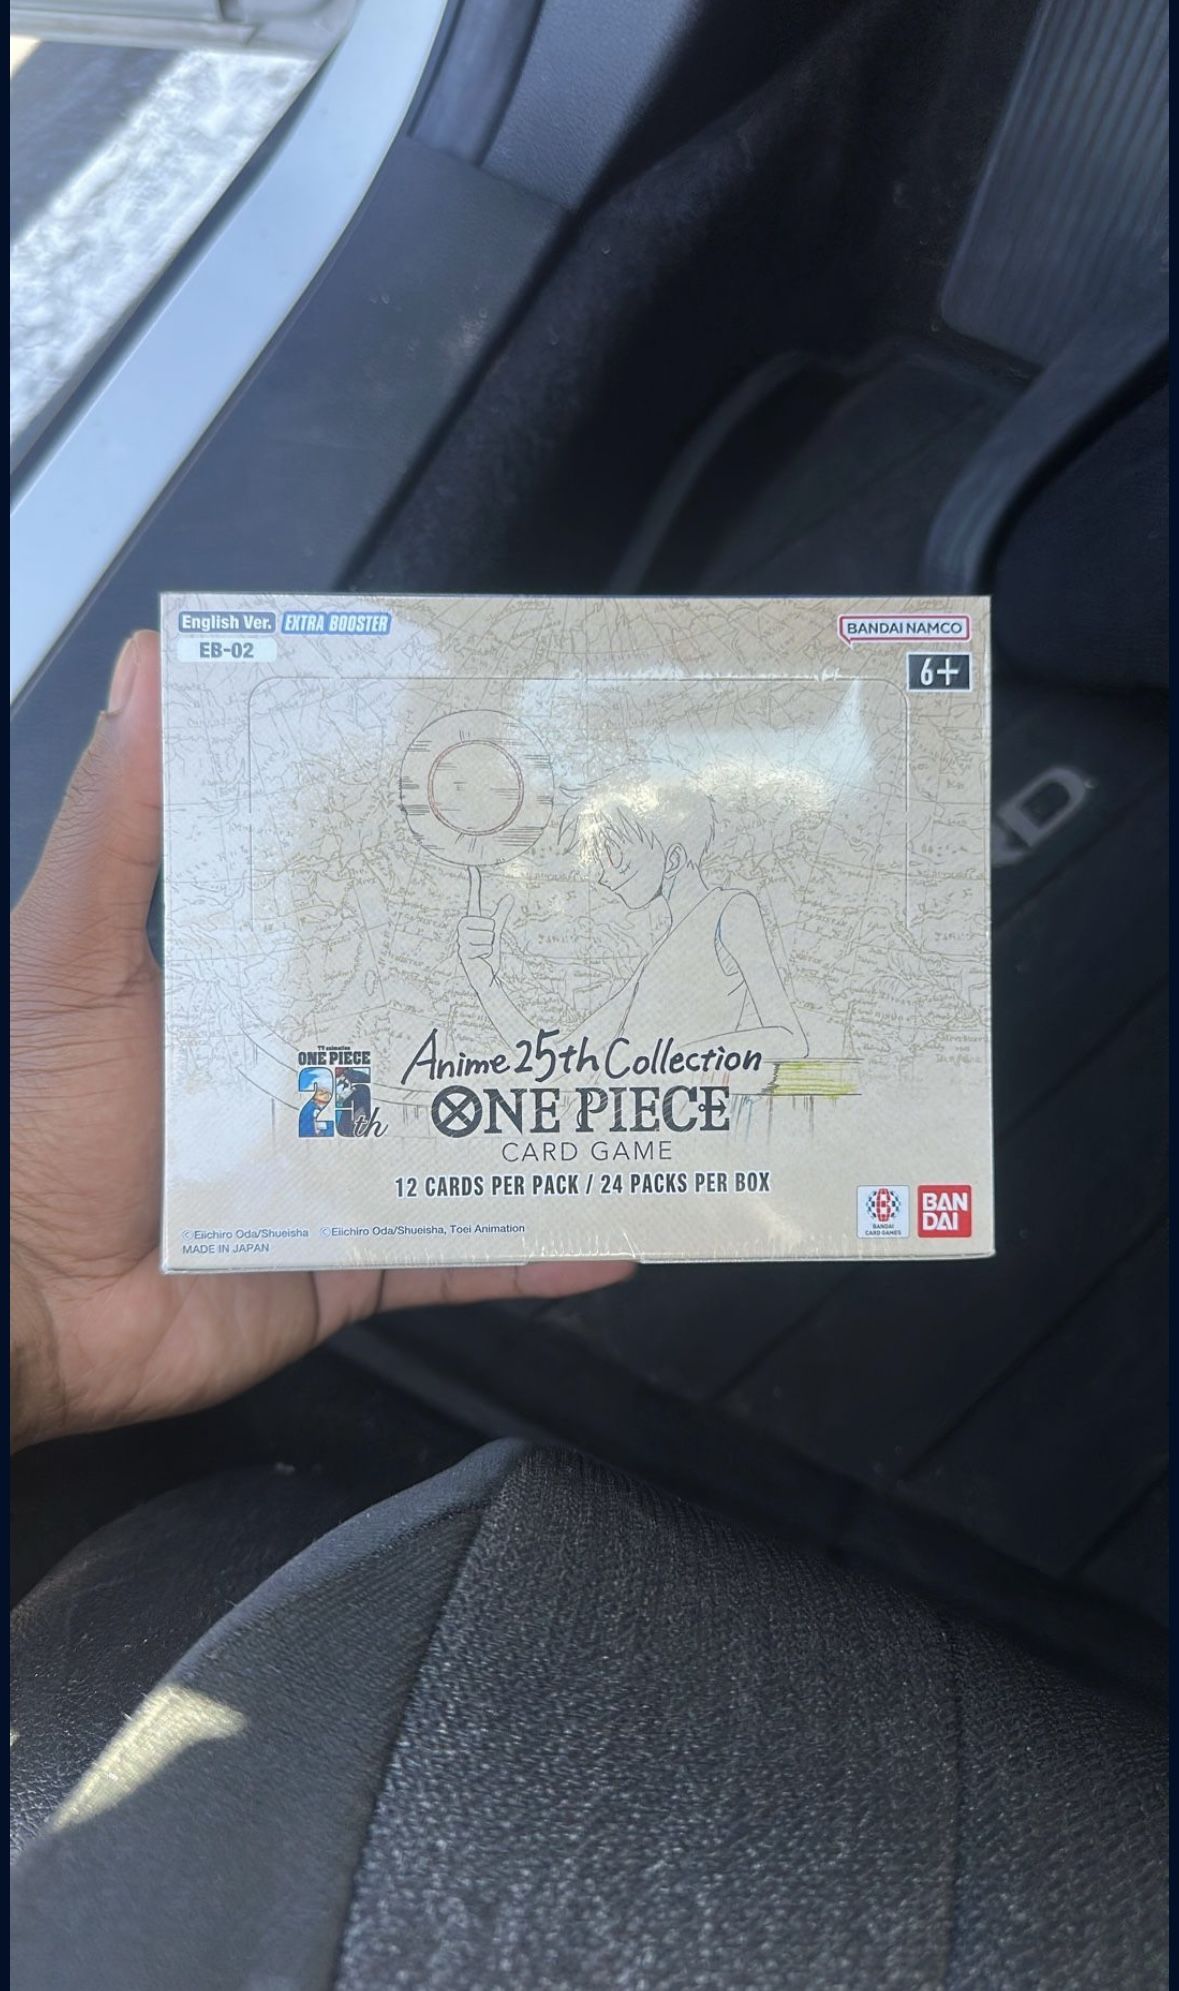 English Ver. EXTRA BOOSTER
EB-02
BANDAI NAMCO
6+
TV animation
ONE PIECE
25th
Anime 25th Collection
ONE PIECE
CARD GAME
12 CARDS PER PACK / 24 PACKS PER BOX
©Eiichiro Oda/Shueisha ©Eiichiro Oda/Shueisha, Toei Animation
MADE IN JAPAN
BANDAI
CARD GAMES
BAN
DAI